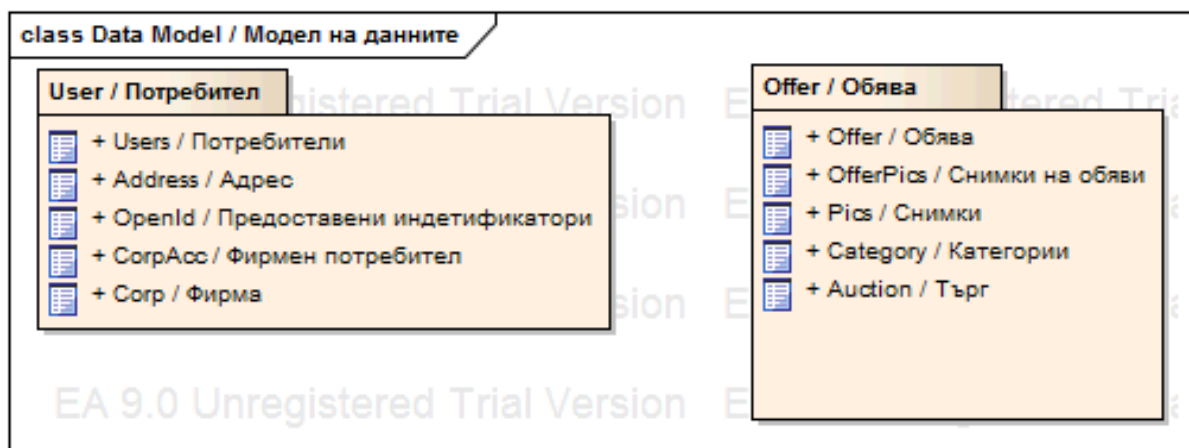 class Data Model / Модел на данните
User / Потребител
+ Users / Потребители
+ Address / Адрес
+ OpenId / Предоставени индетификатори
+ CorpAcc / Фирмен потребител
+ Corp / Фирма
Offer / Обява
+ Offer / Обява
+ OfferPics / Снимки на обяви
+ Pics / Снимки
+ Category / Категории
+ Auction / Търг
EA 9.0 Unregistered Trial Version